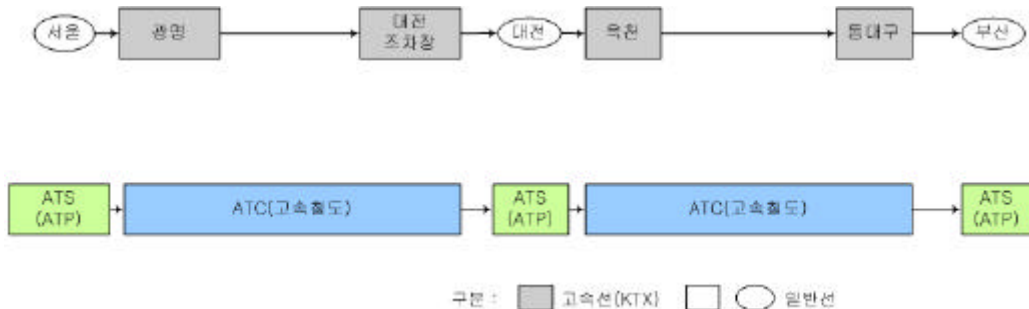 서울
광명
대전
조차장
대전
옥천
동대구
부산
ATS
(ATP)
ATC(고속철도)
ATS
(ATP)
ATC(고속철도)
ATS
(ATP)
구분 : 고속선(KTX) 일반선